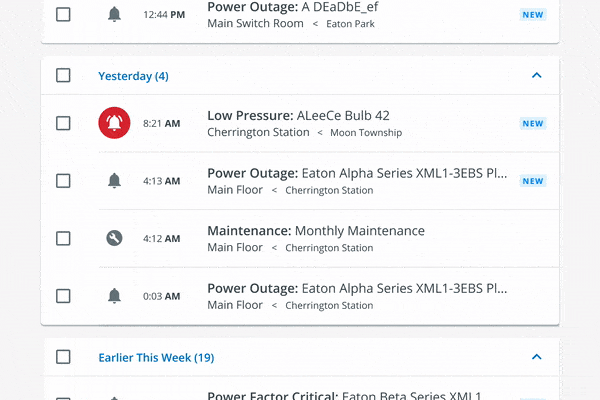 Power Outage: A DEaDbE_ef
12:44 PM
NEW
Main Switch Room < Eaton Park
Yesterday (4)
Low Pressure: ALeeCe Bulb 42
8:21 AM
NEW
Cherrington Station < Moon Township
Power Outage: Eaton Alpha Series XML1-3EBS Pl...
4:13 AM
NEW
Main Floor < Cherrington Station
Maintenance: Monthly Maintenance
4:12 AM
Main Floor < Cherrington Station
Power Outage: Eaton Alpha Series XML1-3EBS Pl...
0:03 AM
Main Floor < Cherrington Station
Earlier This Week (19)
Power Factor Critical: Eaton Beta Series XML1